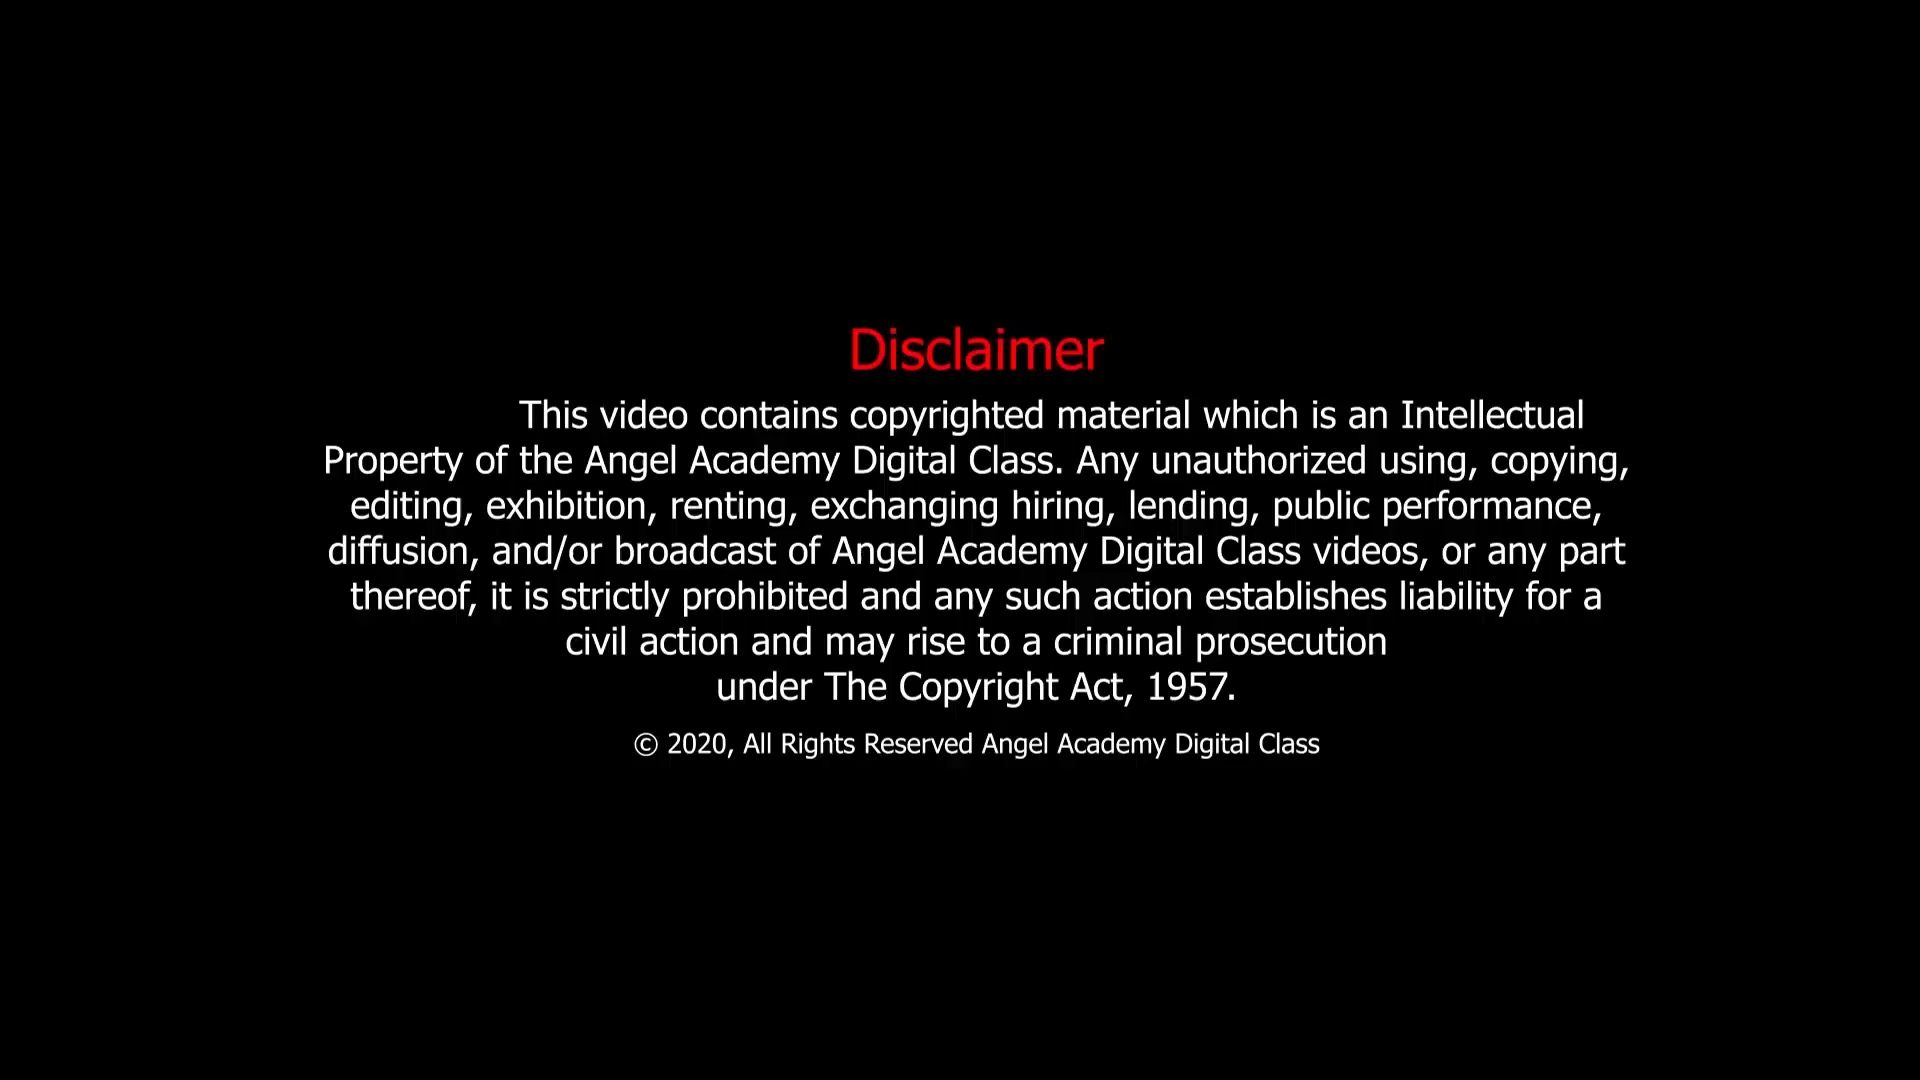 Disclaimer
This video contains copyrighted material which is an Intellectual
Property of the Angel Academy Digital Class. Any unauthorized using, copying,
editing, exhibition, renting, exchanging hiring, lending, public performance,
diffusion, and/or broadcast of Angel Academy Digital Class videos, or any part
thereof, it is strictly prohibited and any such action establishes liability for a
civil action and may rise to a criminal prosecution
under The Copyright Act, 1957.
© 2020, All Rights Reserved Angel Academy Digital Class